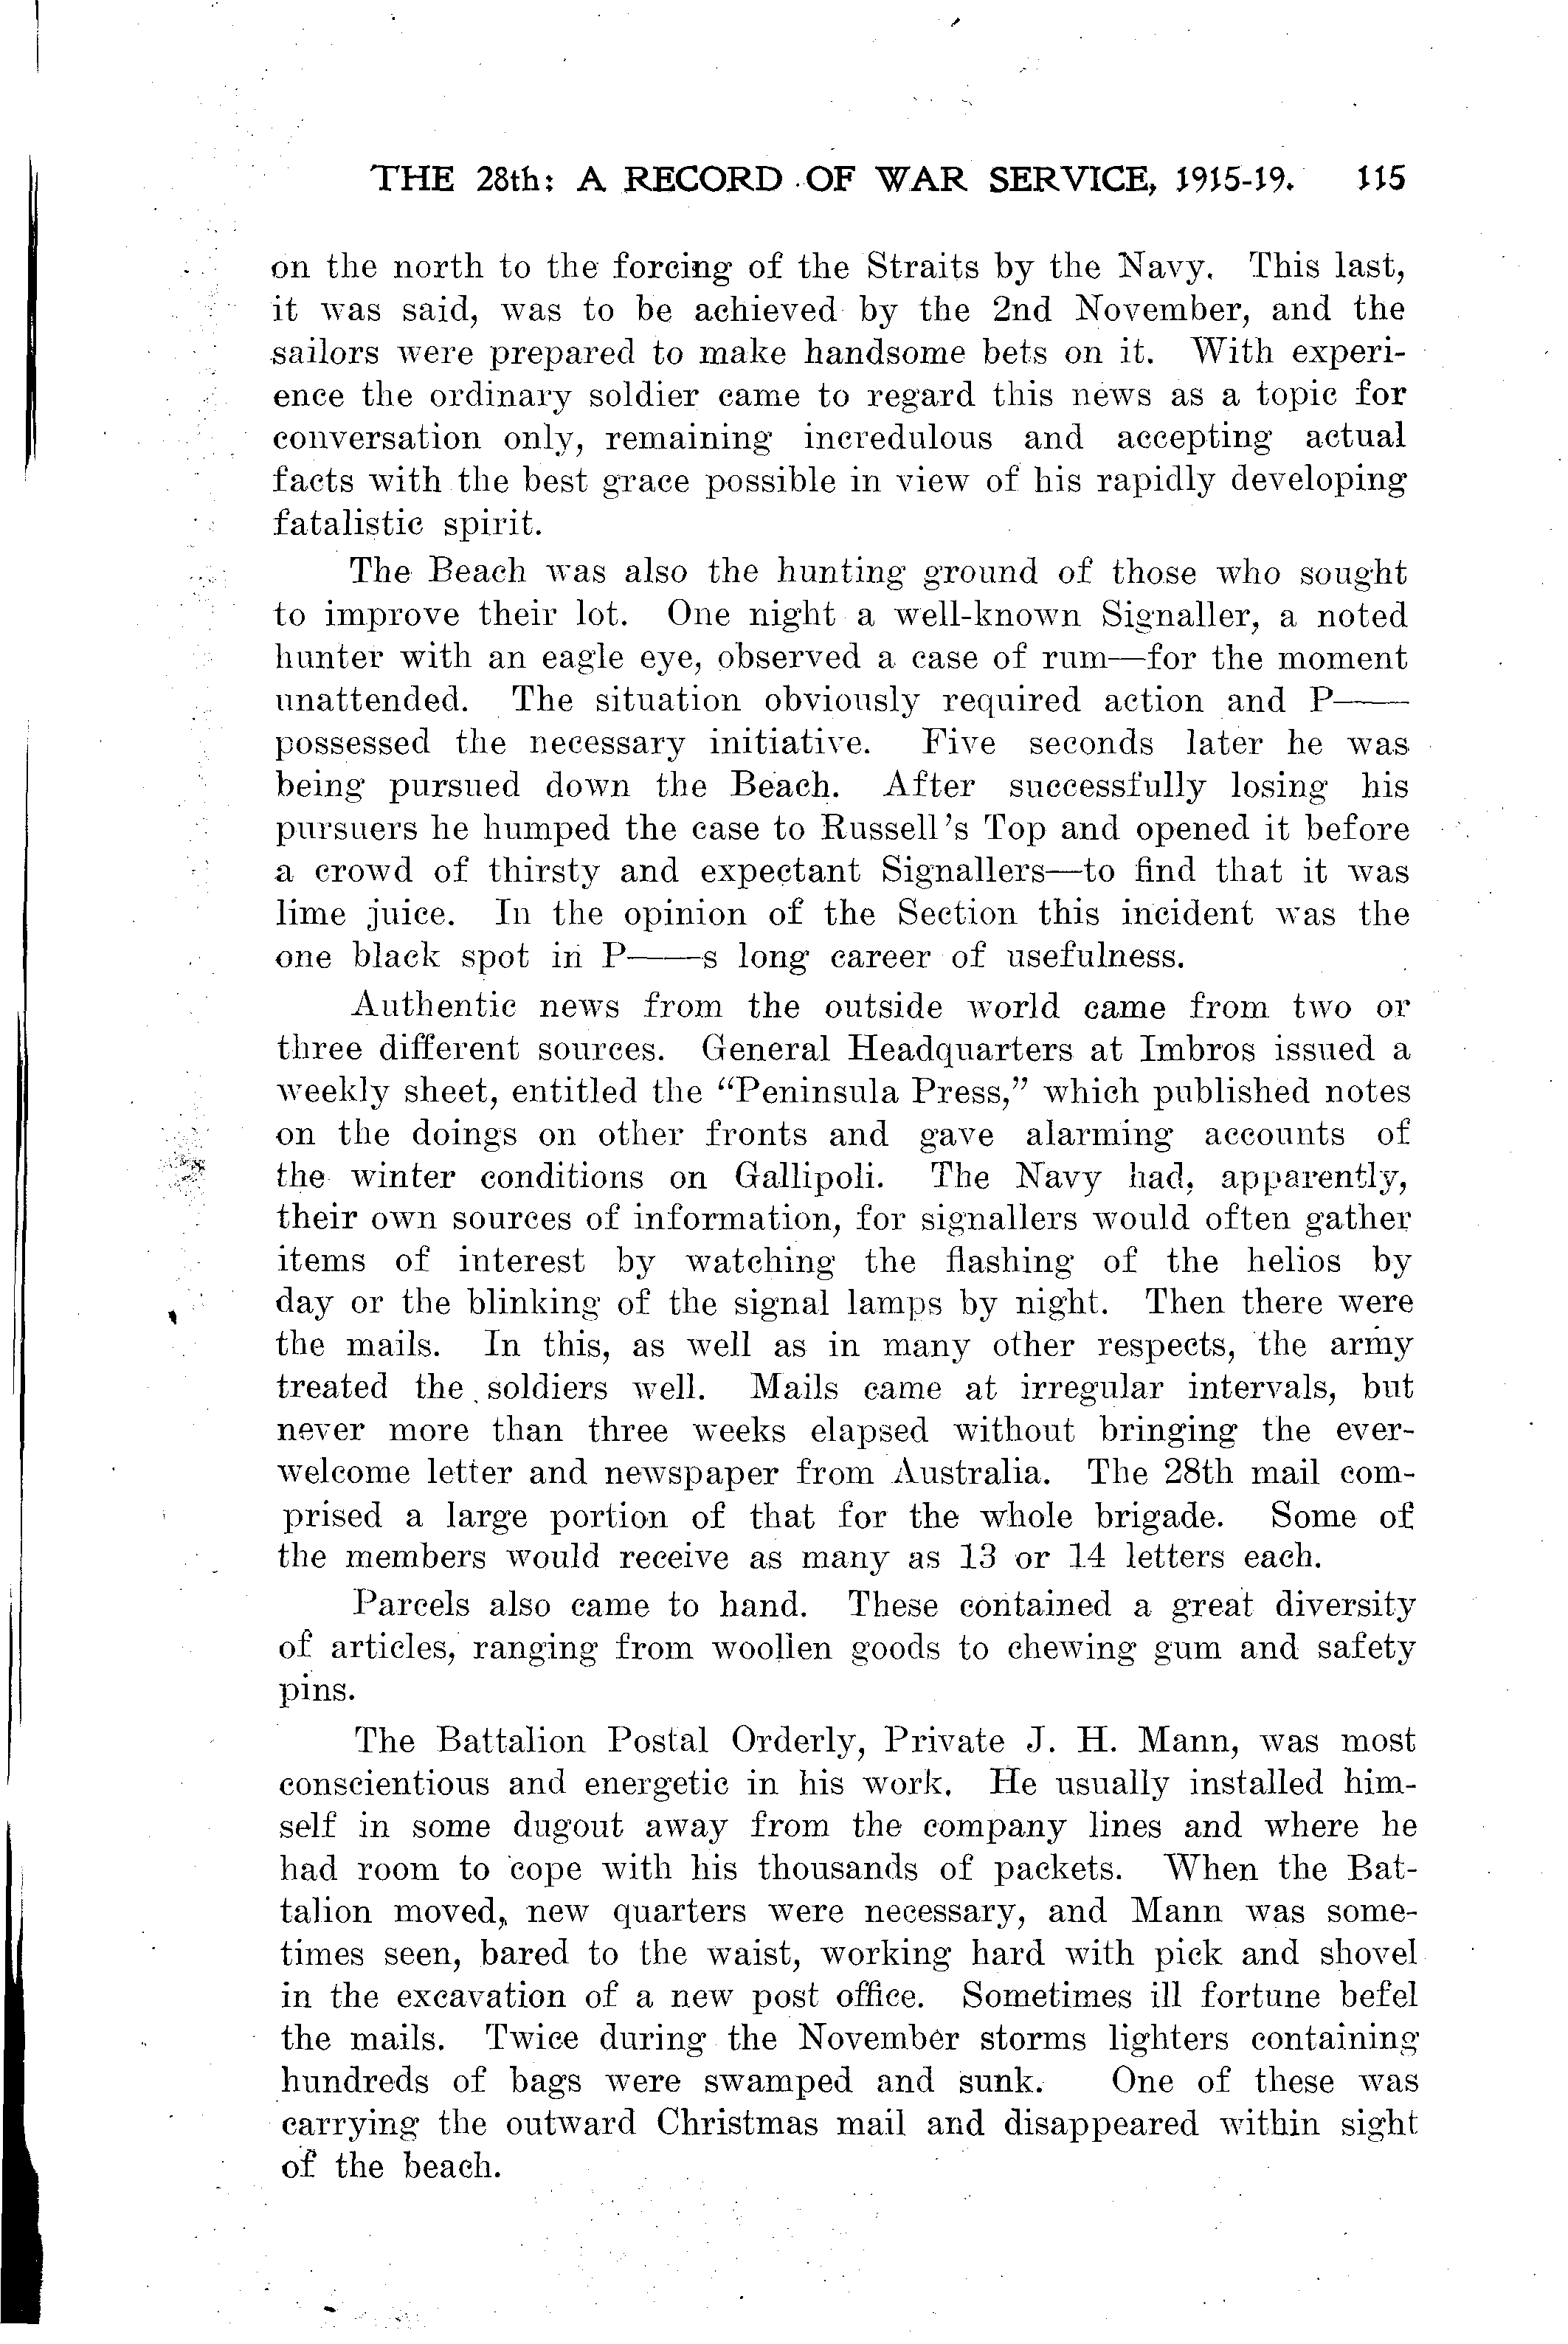 THE 28th: A RECORD OF WAR SERVICE, 1915-19. 115
on the north to the forcing of the Straits by the Navy. This last,
it was said, was to be achieved by the 2nd November, and the
sailors were prepared to make handsome bets on it. With experi-
ence the ordinary soldier came to regard this news as a topic for
conversation only, remaining incredulous and accepting actual
facts with the best grace possible in view of his rapidly developing
fatalistic spirit.
The Beach was also the hunting ground of those who sought
to improve their lot. One night a well-known Signaller, a noted
hunter with an eagle eye, observed a case of rum—for the moment
unattended. The situation obviously required action and P——
possessed the necessary initiative. Five seconds later he was
being pursued down the Beach. After successfully losing his
pursuers he humped the case to Russell's Top and opened it before
a crowd of thirsty and expectant Signallers—to find that it was
lime juice. In the opinion of the Section this incident was the
one black spot in P——s long career of usefulness.
Authentic news from the outside world came from two or
three different sources. General Headquarters at Imbros issued a
weekly sheet, entitled the "Peninsula Press," which published notes
on the doings on other fronts and gave alarming accounts of
the winter conditions on Gallipoli. The Navy had, apparently,
their own sources of information, for signallers would often gather
items of interest by watching the flashing of the helios by
day or the blinking of the signal lamps by night. Then there were
the mails. In this, as well as in many other respects, the army
treated the soldiers well. Mails came at irregular intervals, but
never more than three weeks elapsed without bringing the ever-
welcome letter and newspaper from Australia. The 28th mail com-
prised a large portion of that for the whole brigade. Some of
the members would receive as many as 13 or 14 letters each.
Parcels also came to hand. These contained a great diversity
of articles, ranging from woollen goods to chewing gum and safety
pins.
The Battalion Postal Orderly, Private J. H. Mann, was most
conscientious and energetic in his work. He usually installed him-
self in some dugout away from the company lines and where he
had room to cope with his thousands of packets. When the Bat-
talion moved, new quarters were necessary, and Mann was some-
times seen, bared to the waist, working hard with pick and shovel
in the excavation of a new post office. Sometimes ill fortune befel
the mails. Twice during the November storms lighters containing
hundreds of bags were swamped and sunk. One of these was
carrying the outward Christmas mail and disappeared within sight
of the beach.